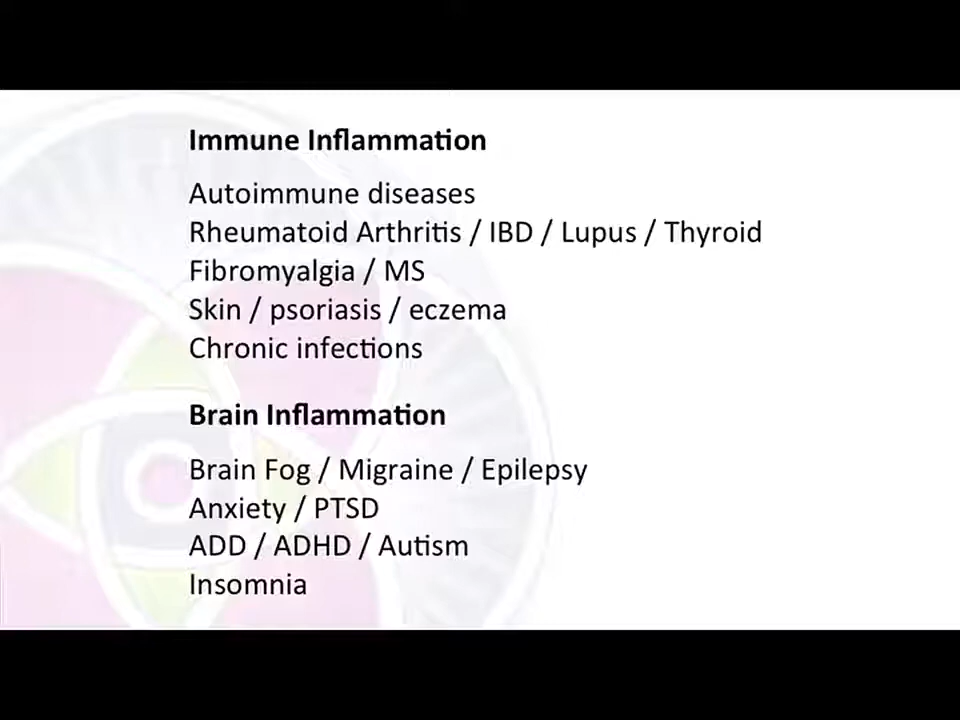 Immune Inflammation
Autoimmune diseases
Rheumatoid Arthritis / IBD / Lupus / Thyroid
Fibromyalgia / MS
Skin / psoriasis / eczema
Chronic infections
Brain Inflammation
Brain Fog / Migraine / Epilepsy
Anxiety / PTSD
ADD / ADHD / Autism
Insomnia